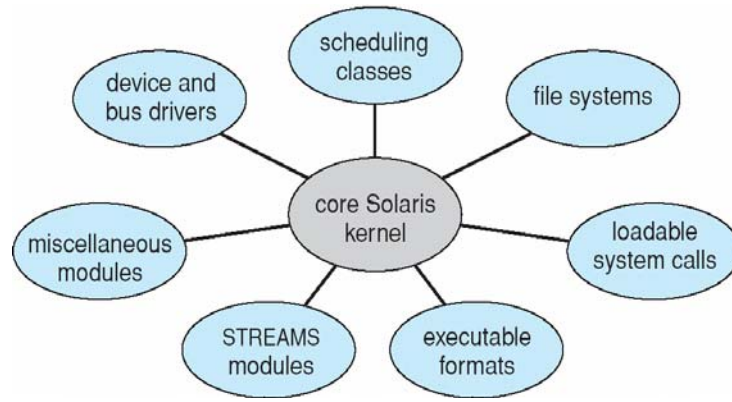 scheduling
classes
device and
bus drivers
file systems
core Solaris
kernel
miscellaneous
modules
loadable
system calls
STREAMS
modules
executable
formats